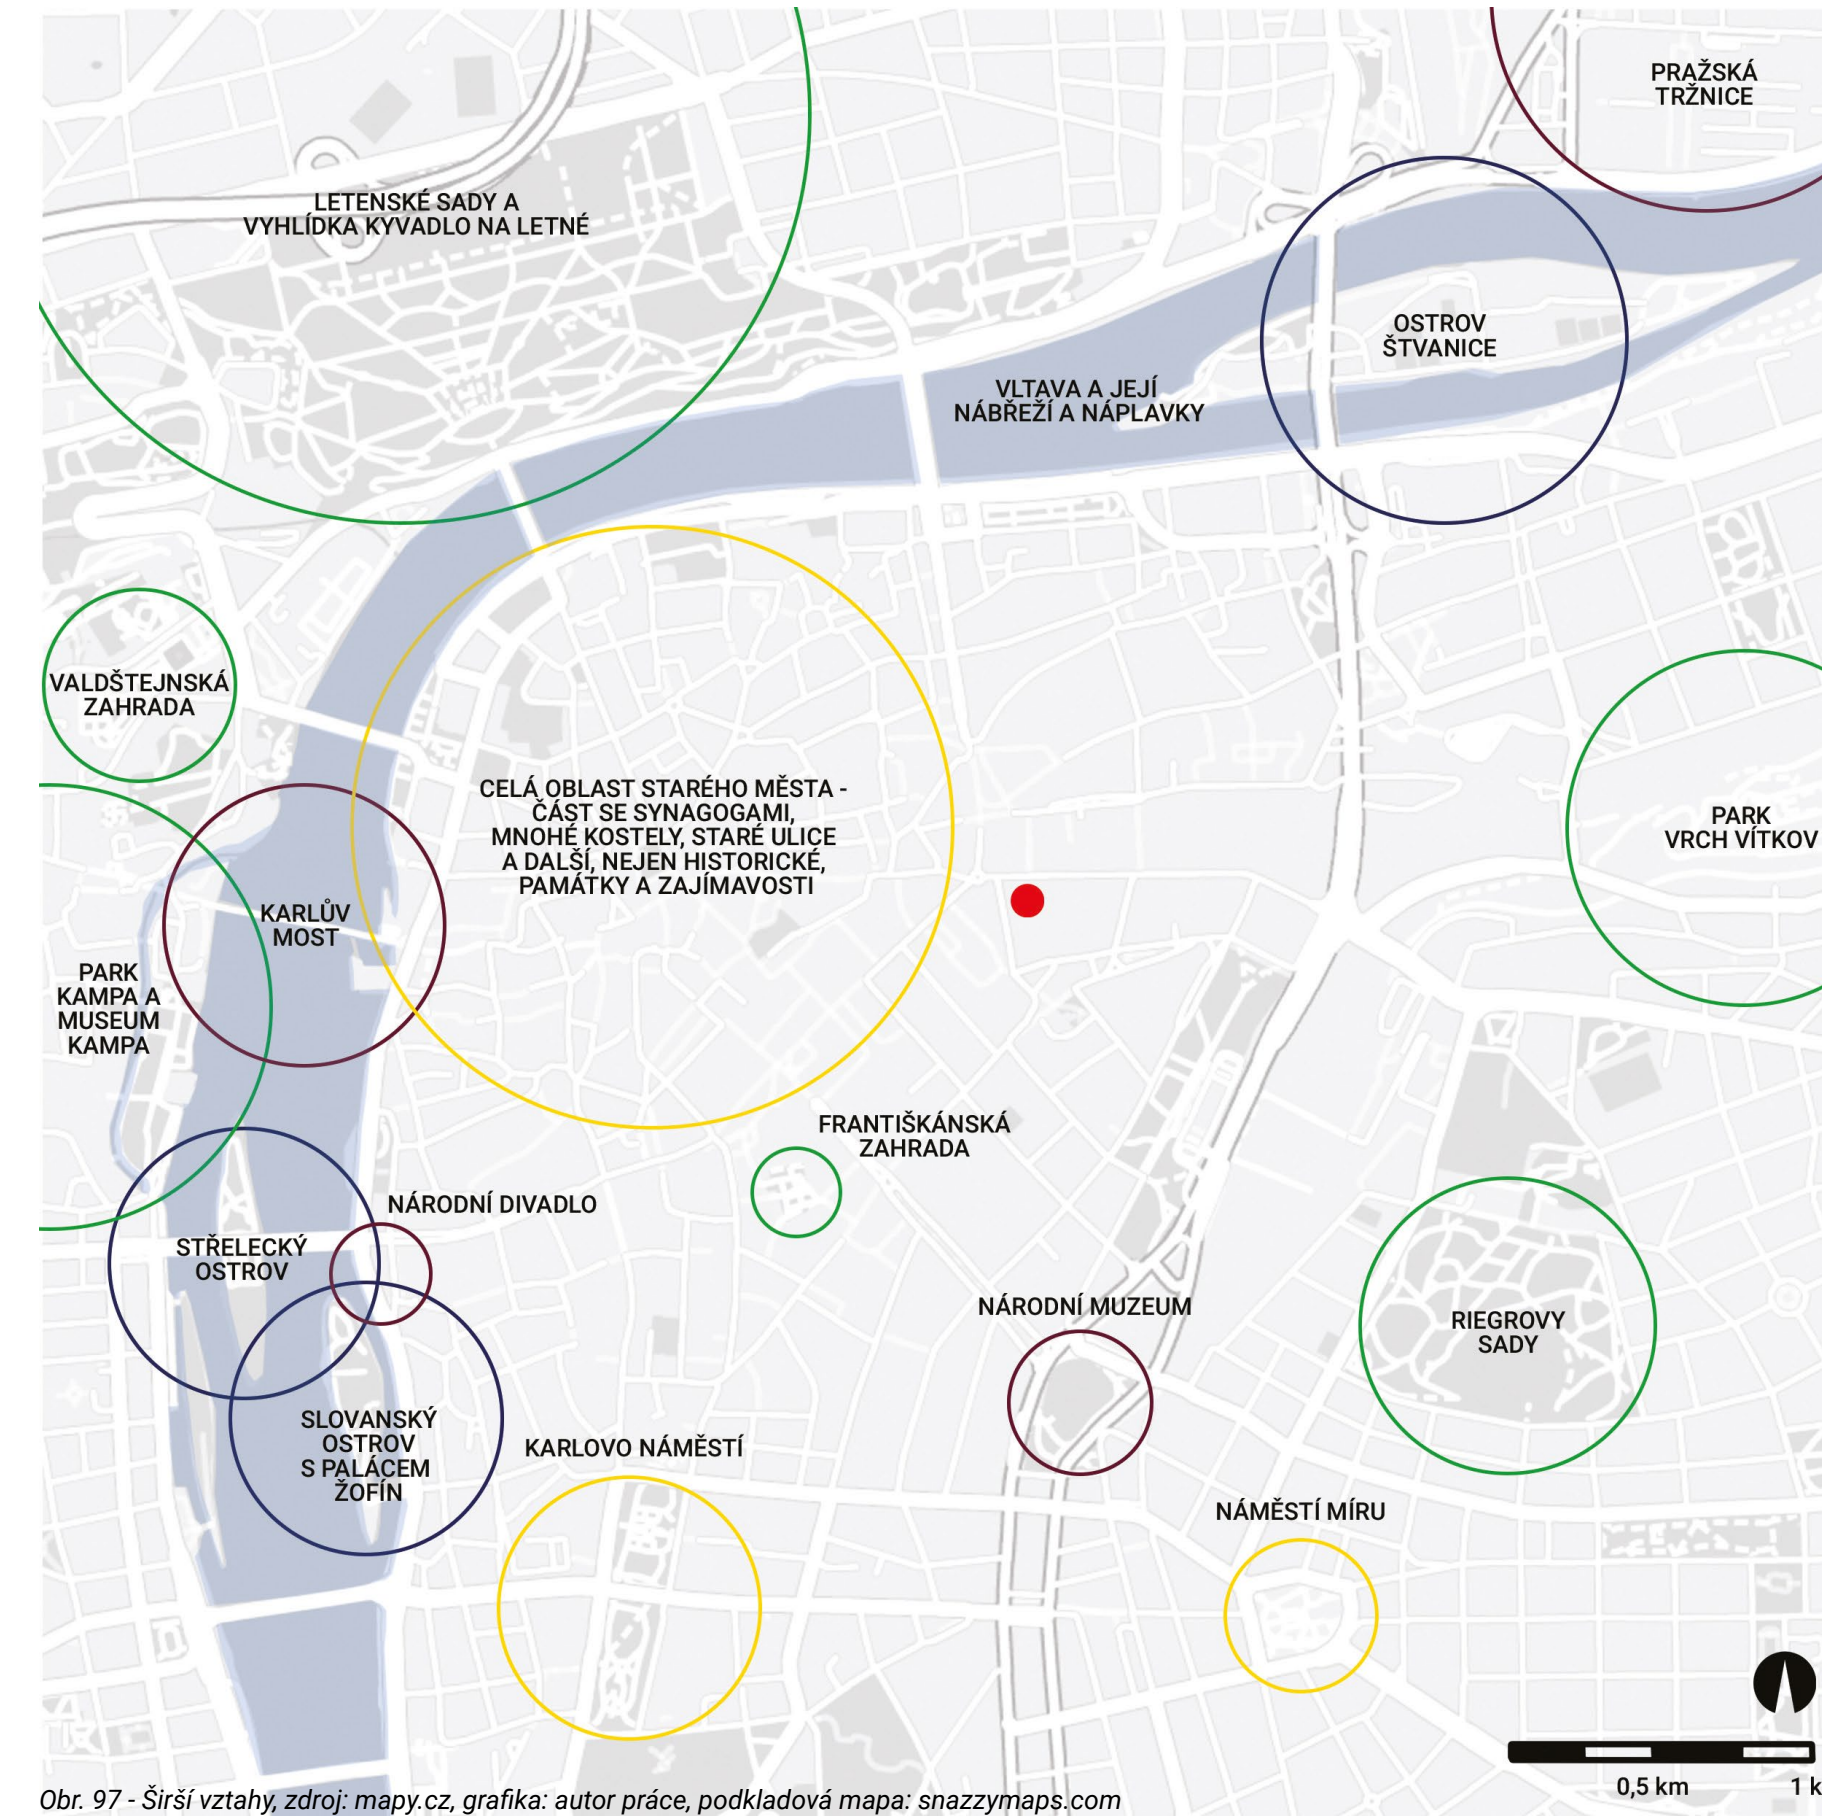 PRAŽSKÁ
TRŽNICE
LETENSKÉ SADY A
VYHLÍDKA KYVADLO NA LETNÉ
OSTROV
ŠTVANICE
VLTAVA A JEJÍ
NÁBŘEŽÍ A NÁPLAVKY
VALDŠTEJNSKÁ
ZAHRADA
CELÁ OBLAST STARÉHO MĚSTA -
ČÁST SE SYNAGOGAMI,
MNOHÉ KOSTELY, STARÉ ULICE
A DALŠÍ, NEJEN HISTORICKÉ,
PAMÁTKY A ZAJÍMAVOSTI
PARK
VRCH VÍTKOV
KARLŮV
MOST
PARK
KAMPA A
MUSEUM
KAMPA
FRANTIŠKÁNSKÁ
ZAHRADA
NÁRODNÍ DIVADLO
STŘELECKÝ
OSTROV
NÁRODNÍ MUZEUM
RIEGROVY
SADY
SLOVANSKÝ
OSTROV
S PALÁCEM
ŽOFÍN
KARLOVO NÁMĚSTÍ
NÁMĚSTÍ MÍRU
0,5 km
1 k
Obr. 97 - Širší vztahy, zdroj: mapy.cz, grafika: autor práce, podkladová mapa: snazzymaps.com